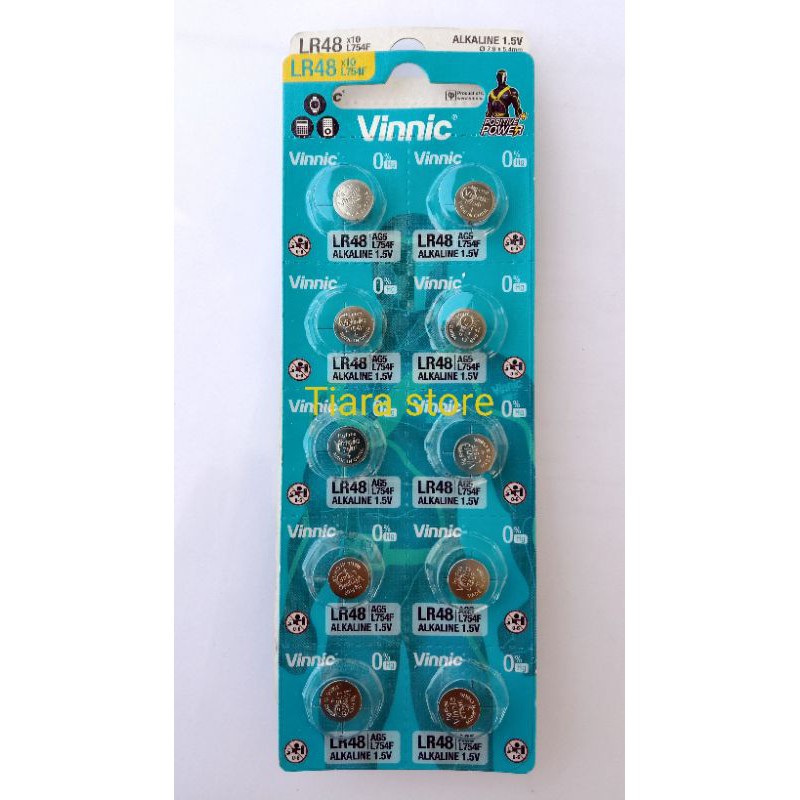 LR48 x10 L754F ALKALINE 1.5V
Ø 7.9 x 5.4mm
LR48 x10 L754F
Vinnic®
POSITIVE POWER
Vinnic 0% Hg Vinnic 0% Hg
LR48 AG5 L754F LR48 AG5 L754F
ALKALINE 1.5V ALKALINE 1.5V
Vinnic 0% Hg Vinnic 0% Hg
LR48 AG5 L754F LR48 AG5 L754F
ALKALINE 1.5V ALKALINE 1.5V
Tiara store
Vinnic 0% Hg Vinnic 0% Hg
LR48 AG5 L754F LR48 AG5 L754F
ALKALINE 1.5V ALKALINE 1.5V
Vinnic 0% Hg Vinnic 0% Hg
LR48 AG5 L754F LR48 AG5 L754F
ALKALINE 1.5V ALKALINE 1.5V
Vinnic 0% Hg Vinnic 0% Hg
LR48 AG5 L754F LR48 AG5 L754F
ALKALINE 1.5V ALKALINE 1.5V